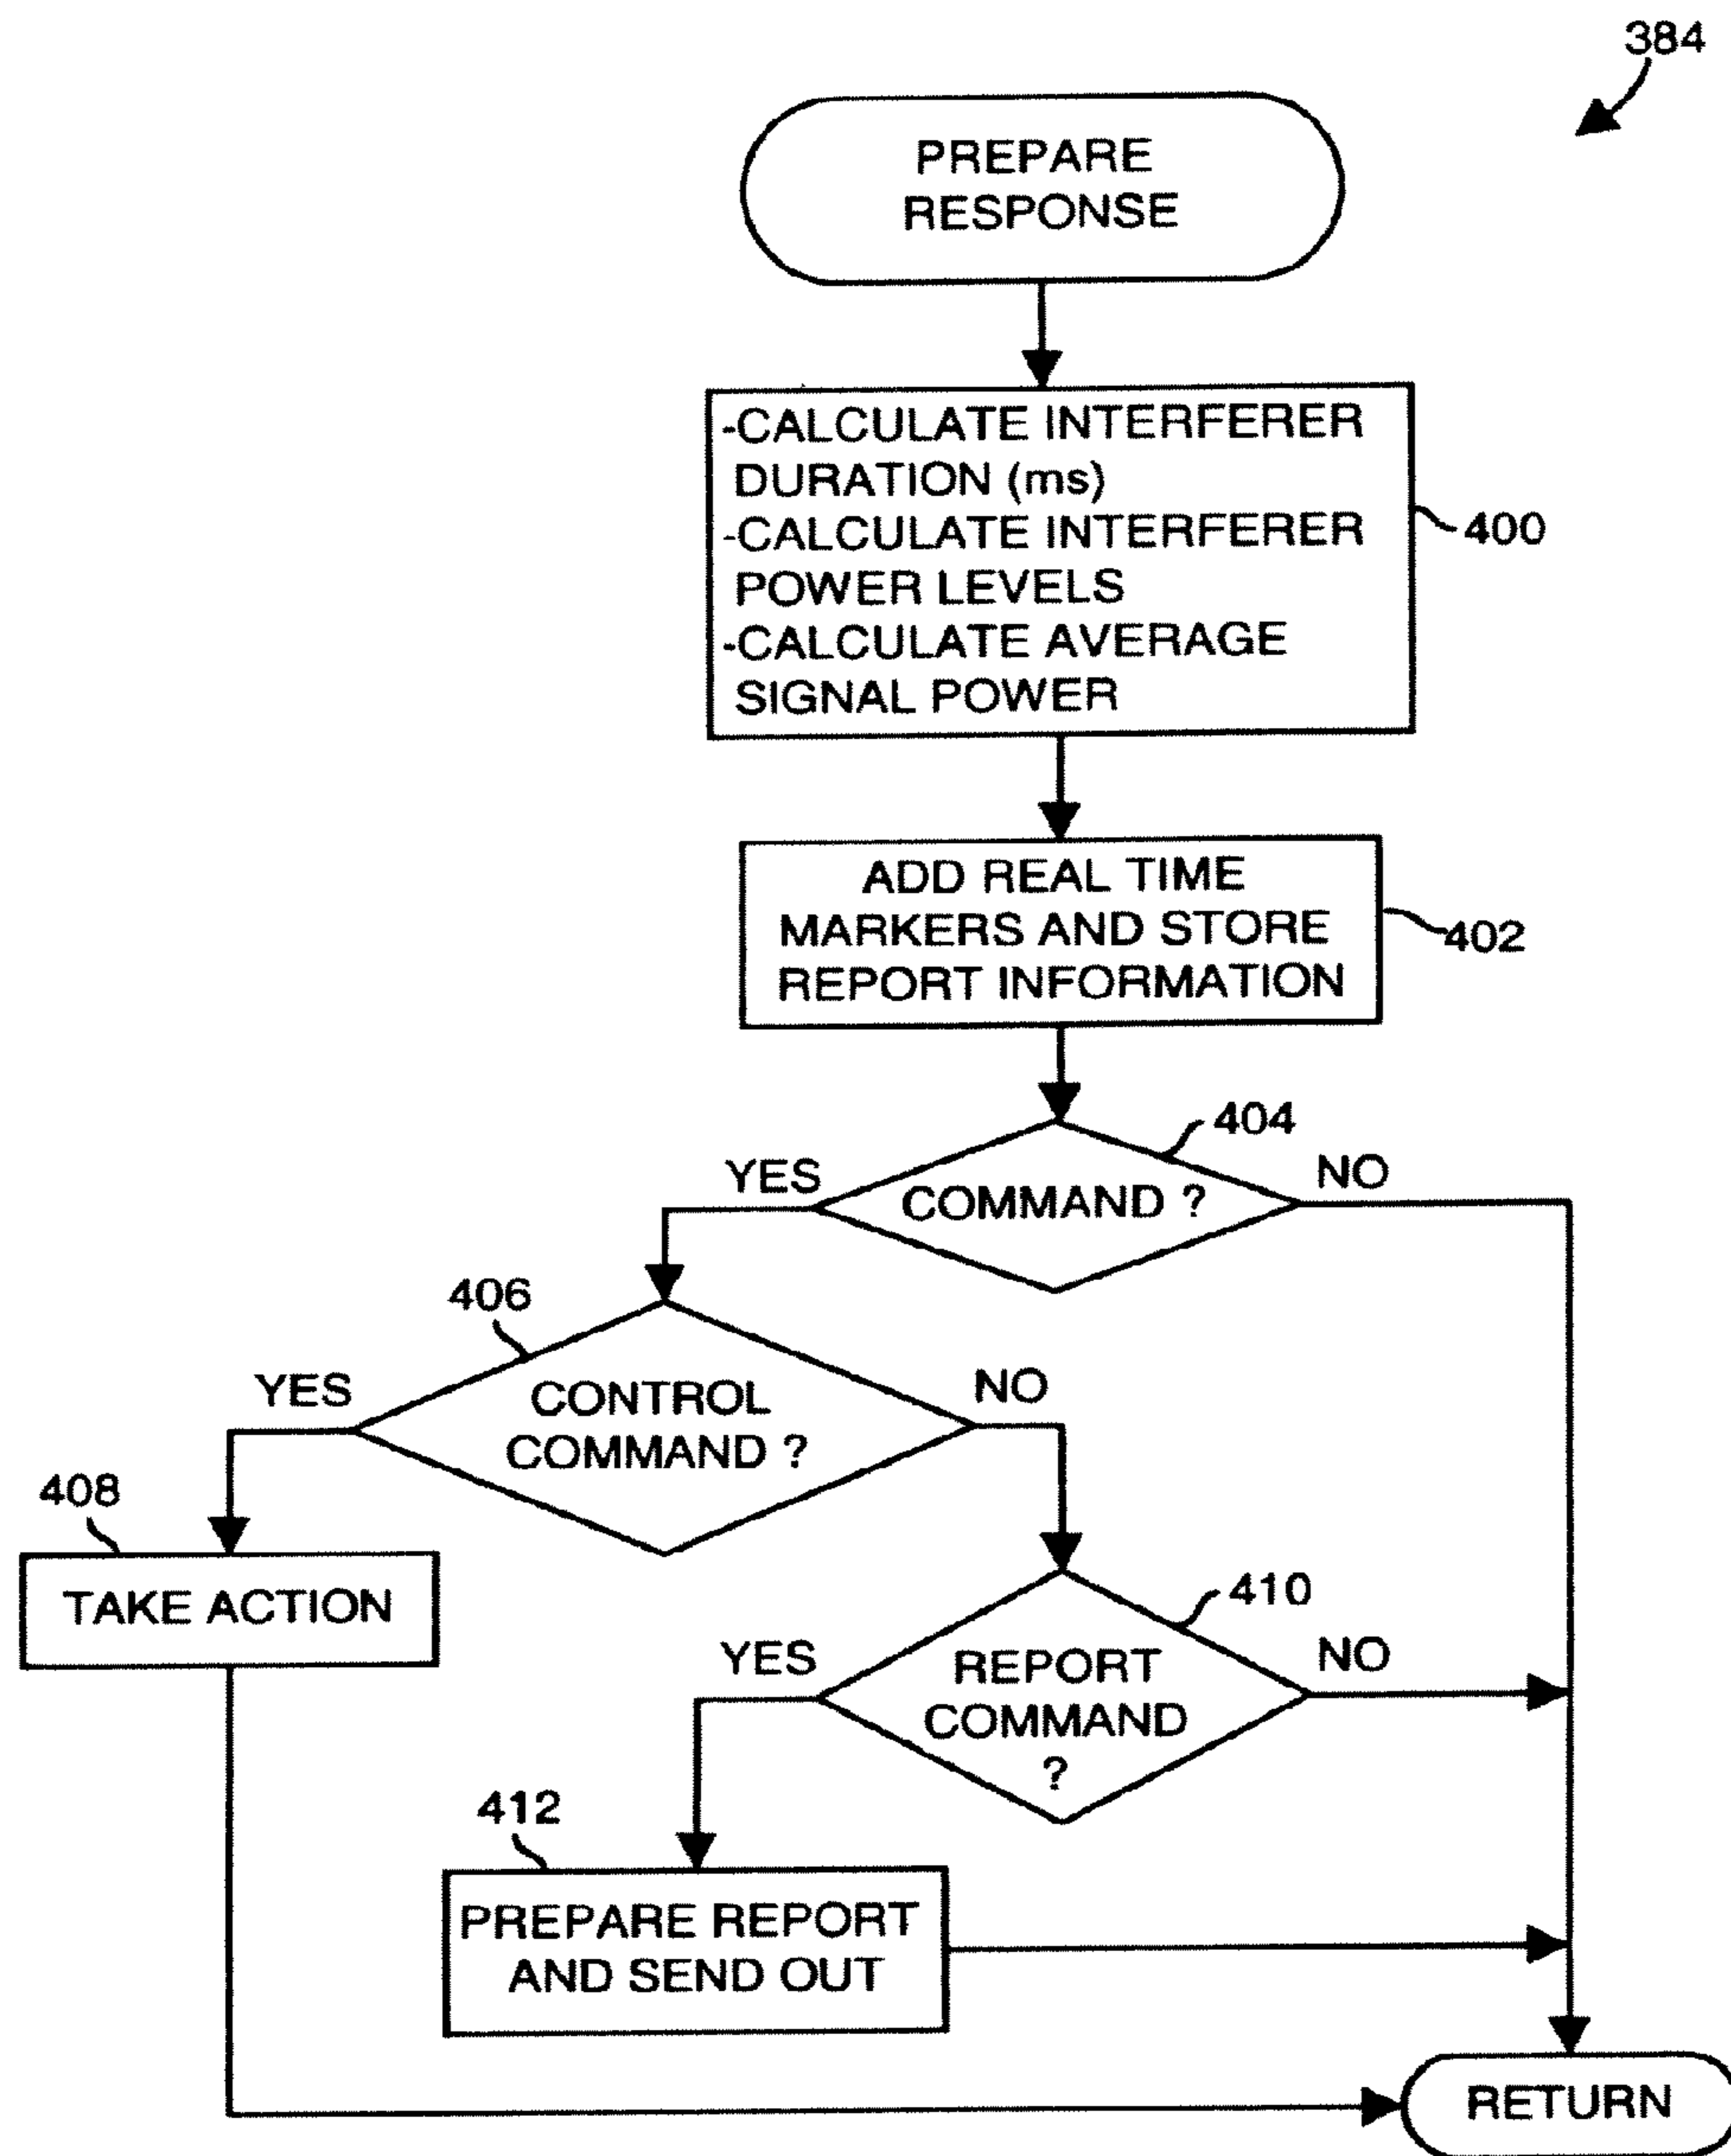 384
PREPARE
RESPONSE
-CALCULATE INTERFERER
DURATION (ms)
-CALCULATE INTERFERER
POWER LEVELS
-CALCULATE AVERAGE
SIGNAL POWER
400
ADD REAL TIME
MARKERS AND STORE
REPORT INFORMATION
402
404
YES
COMMAND ?
NO
406
YES
CONTROL
COMMAND ?
NO
408
TAKE ACTION
410
YES
REPORT
COMMAND
?
NO
412
PREPARE REPORT
AND SEND OUT
RETURN